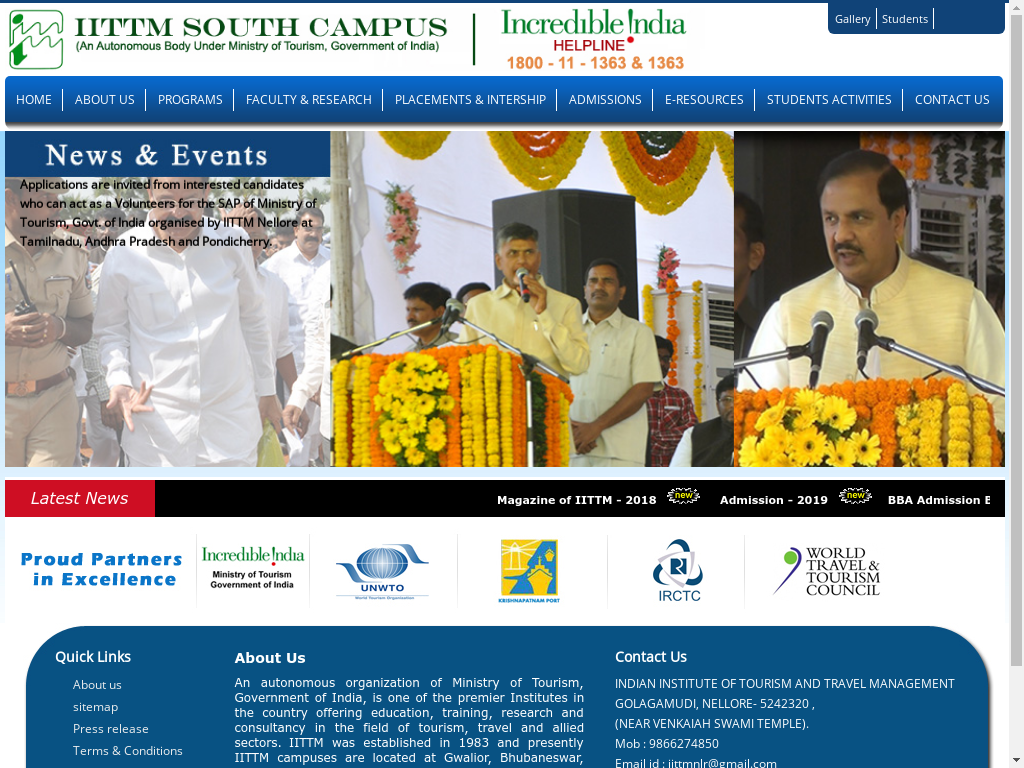 IITTM SOUTH CAMPUS
(An Autonomous Body Under Ministry of Tourism, Government of India)
Incredible India
HELPLINE
1800 - 11 - 1363 & 1363
Gallery
Students
HOME
ABOUT US
PROGRAMS
FACULTY & RESEARCH
PLACEMENTS & INTERSHIP
ADMISSIONS
E-RESOURCES
STUDENTS ACTIVITIES
CONTACT US
News & Events
Applications are invited from interested candidates
who can act as a Volunteers for the SAP of Ministry of
Tourism, Govt. of India organised by IITTM Nellore at
Tamilnadu, Andhra Pradesh and Pondicherry.
Latest News
Magazine of IITTM - 2018 new Admission - 2019 new BBA Admission
Proud Partners
in Excellence
Incredible India
Ministry of Tourism
Government of India
UNWTO
World Tourism Organisation
KRISHNAPATNAM PORT
IRCTC
WORLD
TRAVEL &
TOURISM
COUNCIL
Quick Links
About us
sitemap
Press release
Terms & Conditions
About Us
An autonomous organization of Ministry of Tourism,
Government of India, is one of the premier Institutes in
the country offering education, training, research and
consultancy in the field of tourism, travel and allied
sectors. IITTM was established in 1983 and presently
IITTM campuses are located at Gwalior, Bhubaneswar,
Contact Us
INDIAN INSTITUTE OF TOURISM AND TRAVEL MANAGEMENT
GOLAGAMUDI, NELLORE- 5242320 ,
(NEAR VENKAIAH SWAMI TEMPLE).
Mob : 9866274850
Email id : iittmnlr@gmail.com